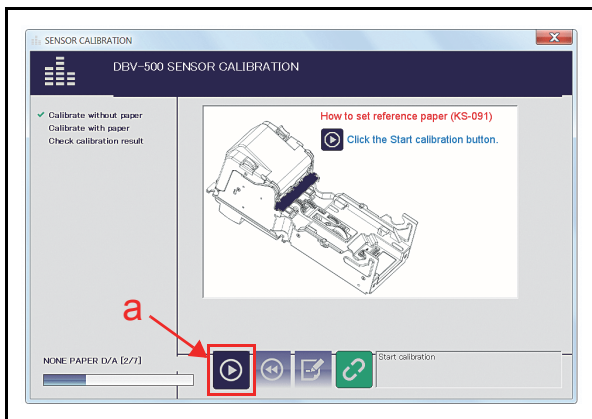 SENSOR CALIBRATION
DBV-500 SENSOR CALIBRATION
Calibrate without paper
Calibrate with paper
Check calibration result
How to set reference paper (KS-091)
Click the Start calibration button.
a
NONE PAPER D/A [2/7]
Start calibration